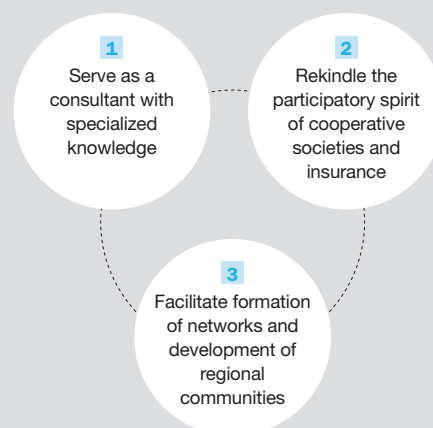 1
Serve as a
consultant with
specialized
knowledge
2
Rekindle the
participatory spirit
of cooperative
societies and
insurance
3
Facilitate formation
of networks and
development of
regional
communities